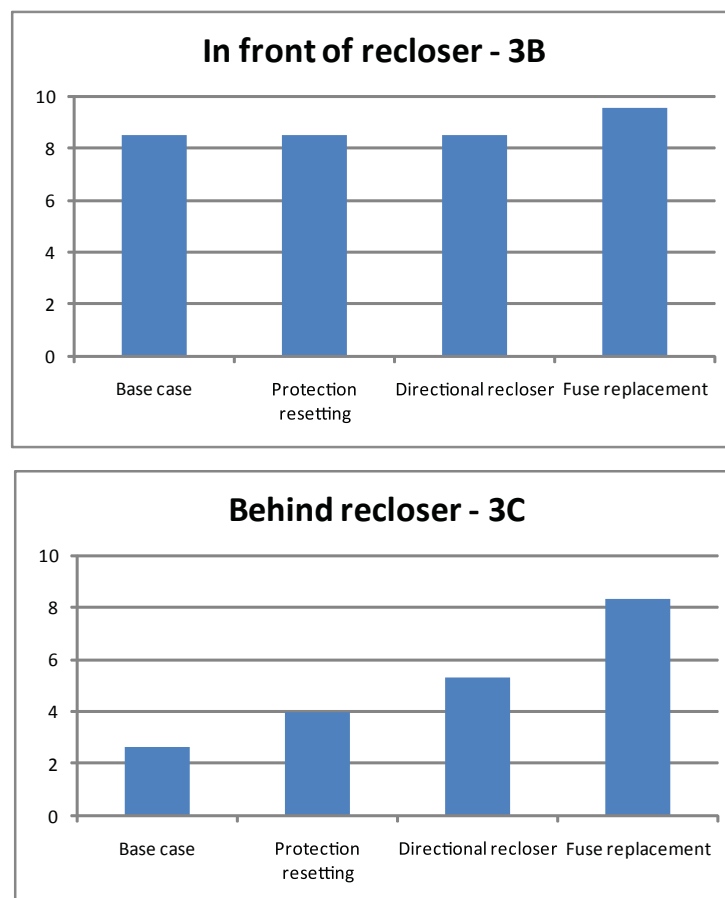 In front of recloser - 3B
10
8
6
4
2
0
Base case
Protection
resetting
Directional recloser
Fuse replacement
Behind recloser - 3C
10
8
6
4
2
0
Base case
Protection
resetting
Directional recloser
Fuse replacement